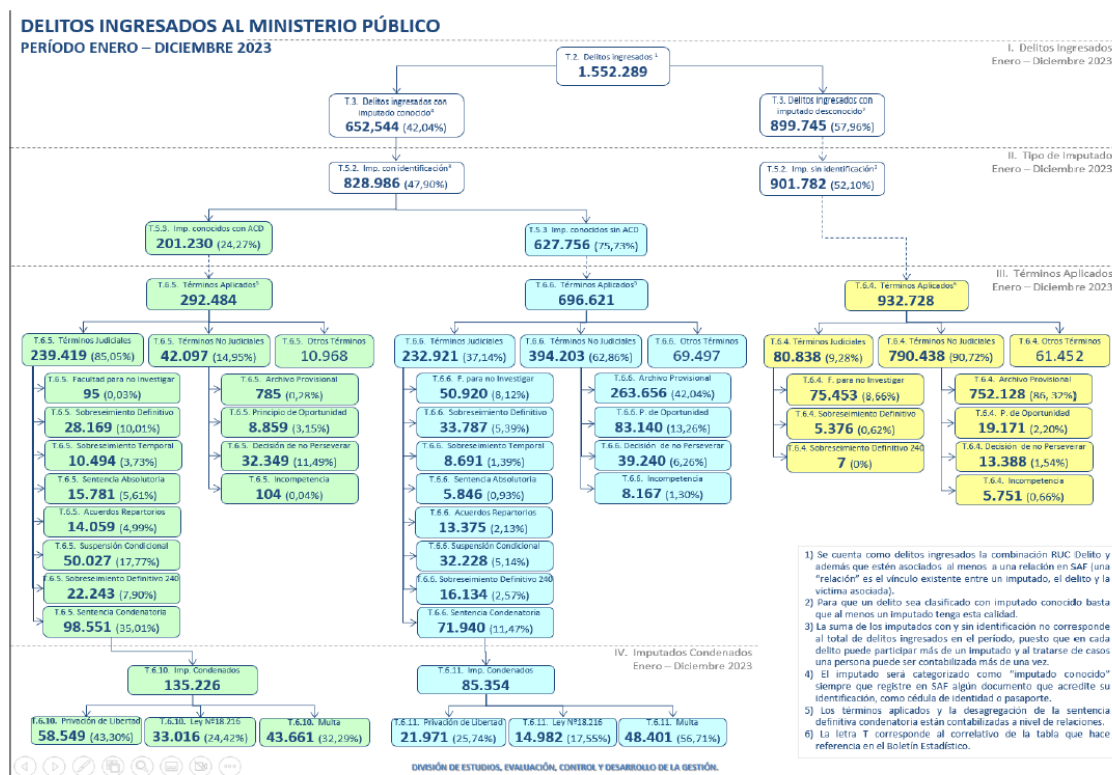 DELITOS INGRESADOS AL MINISTERIO PÚBLICO
PERÍODO ENERO – DICIEMBRE 2023
I. Delitos Ingresados
Enero – Diciembre 2023
T.2. Delitos ingresados 1
1.552.289
T.3. Delitos ingresados con
imputado conocido4
652,544 (42,04%)
T.3. Delitos ingresados con
imputado desconocido2
899.745 (57,96%)
II. Tipo de Imputado
Enero – Diciembre 2023
T.5.2. Imp. con identificación4
828.986 (47,90%)
T.5.2. Imp. sin identificación3
901.782 (52,10%)
T.5.3. Imp. conocidos con ACD
201.230 (24,27%)
T.5.3 Imp. conocidos sin ACD
627.756 (75,73%)
III. Términos Aplicados
Enero – Diciembre 2023
T.6.5. Términos Aplicados5
292.484
T.6.6. Términos Aplicados5
696.621
T.6.4. Términos Aplicados
932.728
T.6.5. Términos Judiciales
239.419 (85,05%)
T.6.5. Términos No Judiciales
42.097 (14,95%)
T.6.5. Otros Términos
10.968
T.6.6 Términos Judiciales
232.921 (37,14%)
T.6.6. Términos No Judiciales
394.203 (62,86%)
T.6.6. Otros Términos
69.497
T.6.4. Términos Judiciales
80.838 (9,28%)
T.6.4. Términos No Judiciales
790.438 (90,72%)
T.6.4. Otros Términos
61.452
T.6.5. Facultad para no Investigar
95 (0,03%)
T.6.5. Sobreseimiento Definitivo
28.169 (10,01%)
T.6.5. Sobreseimiento Temporal
10.494 (3,73%)
T.6.5. Sentencia Absolutoria
15.781 (5,61%)
T.6.5. Acuerdos Repartorios
14.059 (4,99%)
T.6.5. Suspensión Condicional
50.027 (17,77%)
T.6.5. Sobreseimiento Definitivo 240
22.243 (7,90%)
T.6.5. Sentencia Condenatoria
98.551 (35,01%)
T.6.5. Archivo Provisional
785 (0,28%)
T.6.5. Principio de Oportunidad
8.859 (3,15%)
T.6.5. Decisión de no Perseverar
32.349 (11,49%)
T.6.5. Incompetencia
104 (0,04%)
T.6.6. F. para no Investigar
50.920 (8,12%)
T.6.6. Sobreseimiento Definitivo
33.787 (5,39%)
T.6.6. Sobreseimiento Temporal
8.691 (1,39%)
T.6.6. Sentencia Absolutoria
5.846 (0,93%)
T.6.6. Acuerdos Repartorios
13.375 (2,13%)
T.6.6. Suspensión Condicional
32.228 (5,14%)
T.6.6. Sobreseimiento Definitivo 240
16.134 (2,57%)
T.6.6. Sentencia Condenatoria
71.940 (11,47%)
T.6.6. Archivo Provisional
263.656 (42,04%)
T.6.6. P. de Oportunidad
83.140 (13,26%)
T.6.6. Decisión de no Perseverar
39.240 (6,26%)
T.6.6. Incompetencia
8.167 (1,30%)
T.6.4. F. para no Investigar
75.453 (8,66%)
T.6.4. Sobreseimiento Definitivo
5.376 (0,62%)
T.6.4. Sobreseimiento Definitivo 240
7 (0%)
T.6.4. Archivo Provisional
752.128 (86,32%)
T.6.4. P. de Oportunidad
19.171 (2,20%)
T.6.4. Decisión de no Perseverar
13.388 (1,54%)
T.6.4. Incompetencia
5.751 (0,66%)
IV. Imputados Condenados
Enero – Diciembre 2023
T.6.10. Imp. Condenados
135.226
T.6.11. Imp. Condenados
85.354
T.6.10. Privación de Libertad
58.549 (43,30%)
T.6.10. Ley Nº18.216
33.016 (24,42%)
T.6.10. Multa
43.661 (32,29%)
T.6.11. Privación de Libertad
21.971 (25,74%)
T.6.11. Ley Nº18.216
14.982 (17,55%)
T.6.11. Multa
48.401 (56,71%)
1) Se cuenta como delitos ingresados la combinación RUC Delito y
además que estén asociados al menos a una relación en SAF (una
"relación" es el vínculo existente entre un imputado, el delito y la
víctima asociada).
2) Para que un delito sea clasificado con imputado conocido basta
que al menos un imputado tenga esta calidad.
3) La suma de los imputados con y sin identificación no corresponde
al total de delitos ingresados en el período, puesto que en cada
delito puede participar más de un imputado y al tratarse de casos
una persona puede ser contabilizada más de una vez.
4) El imputado será categorizado como "imputado conocido"
siempre que registre en SAF algún documento que acredite su
identificación, como cédula de identidad o pasaporte.
5) Los términos aplicados y la desagregación de la sentencia
definitiva condenatoria están contabilizadas a nivel de relaciones.
6) La letra T corresponde al correlativo de la tabla que hace
referencia en el Boletín Estadístico.
DIVISIÓN DE ESTUDIOS, EVALUACIÓN, CONTROL Y DESARROLLO DE LA GESTIÓN.